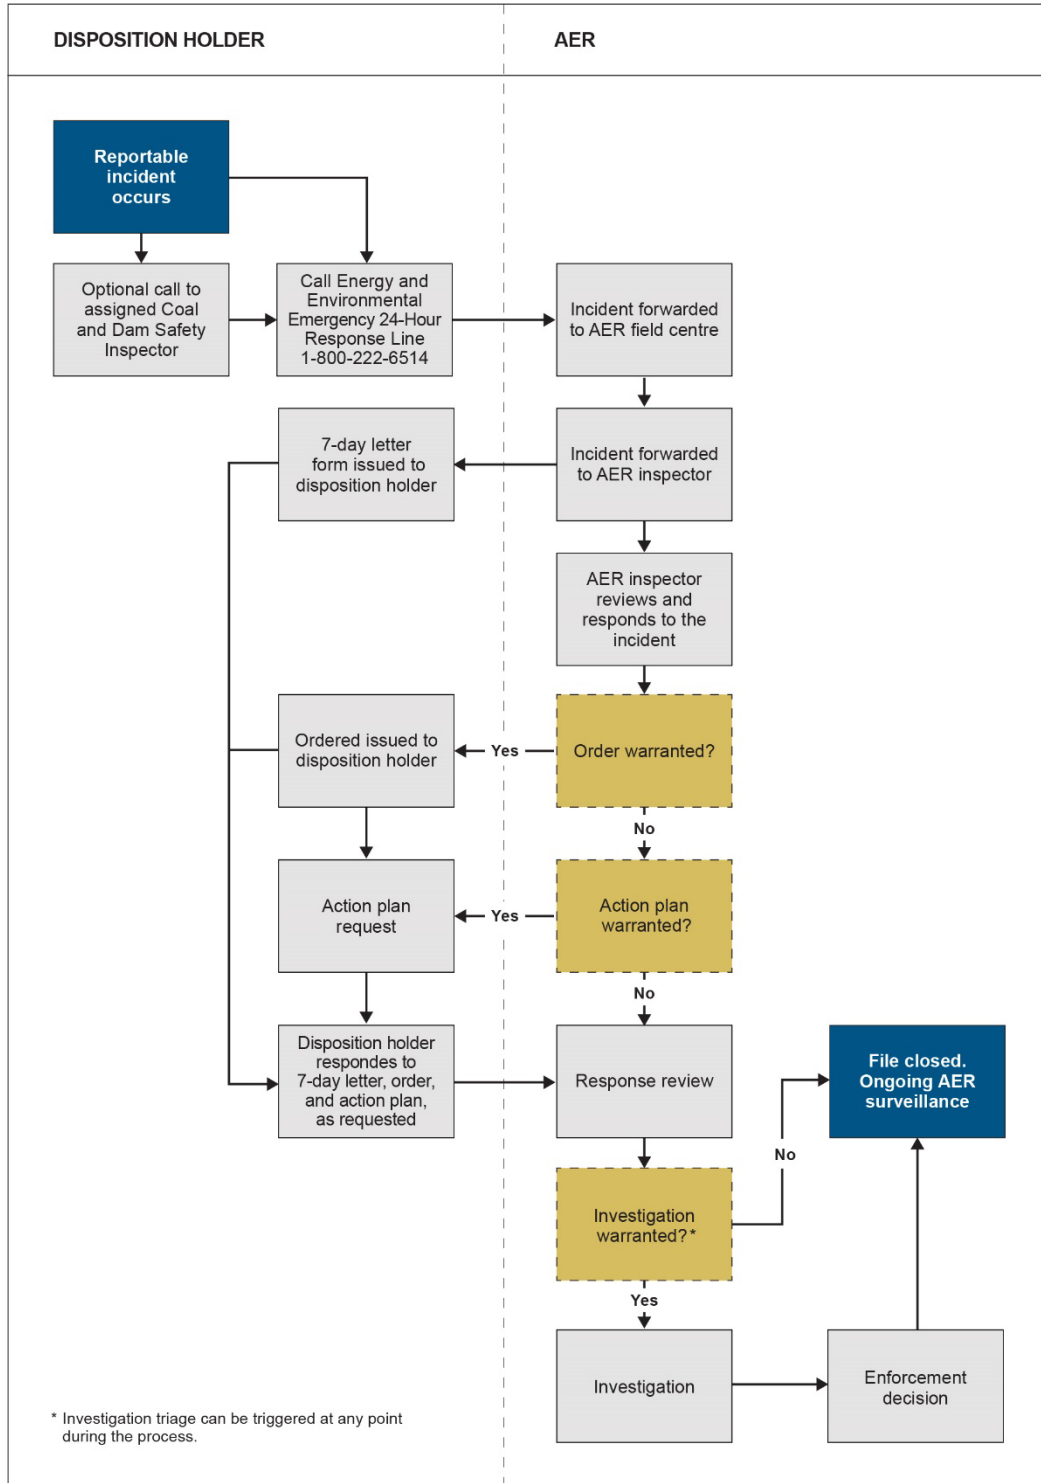 DISPOSITION HOLDER
AER
Reportable
incident
occurs
Optional call to
assigned Coal
and Dam Safety
Inspector
Call Energy and
Environmental
Emergency 24-Hour
Response Line
1-800-222-6514
Incident forwarded
to AER field centre
7-day letter
form issued to
disposition holder
Incident forwarded
to AER inspector
AER inspector
reviews and
responds to the
incident
Ordered issued to
disposition holder
Yes
Order warranted?
No
Action plan
request
Yes
Action plan
warranted?
No
Disposition holder
respondes to
7-day letter, order,
and action plan,
as requested
Response review
File closed.
Ongoing AER
surveillance
No
Investigation
warranted?*
Yes
Investigation
Enforcement
decision
* Investigation triage can be triggered at any point
during the process.